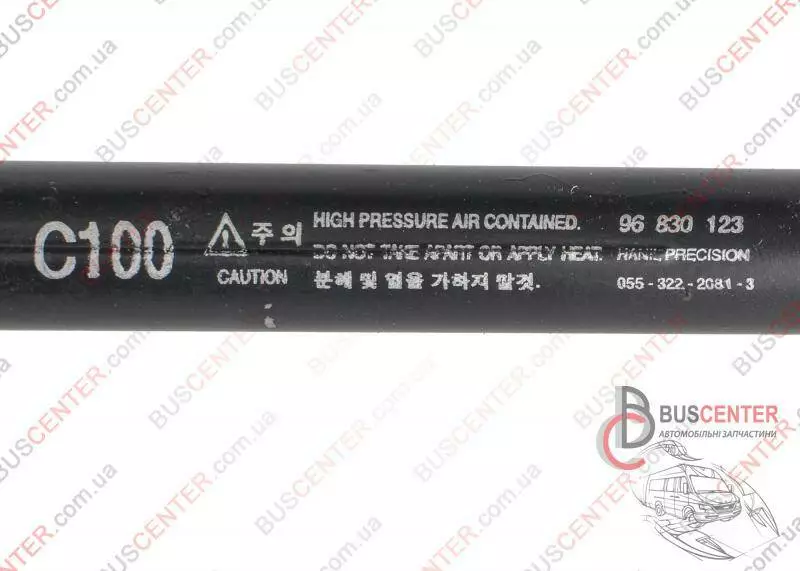 C100
주의
CAUTION
HIGH PRESSURE AIR CONTAINED.
DO NOT TAKE APART OR APPLY HEAT.
분해 및 열을 가하지 말것.
96 830 123
HANIL PRECISION
055-322-2081-3
BUSCENTER
АВТОМОБІЛЬНІ ЗАПЧАСТИНИ
BUSCENTER.com.ua